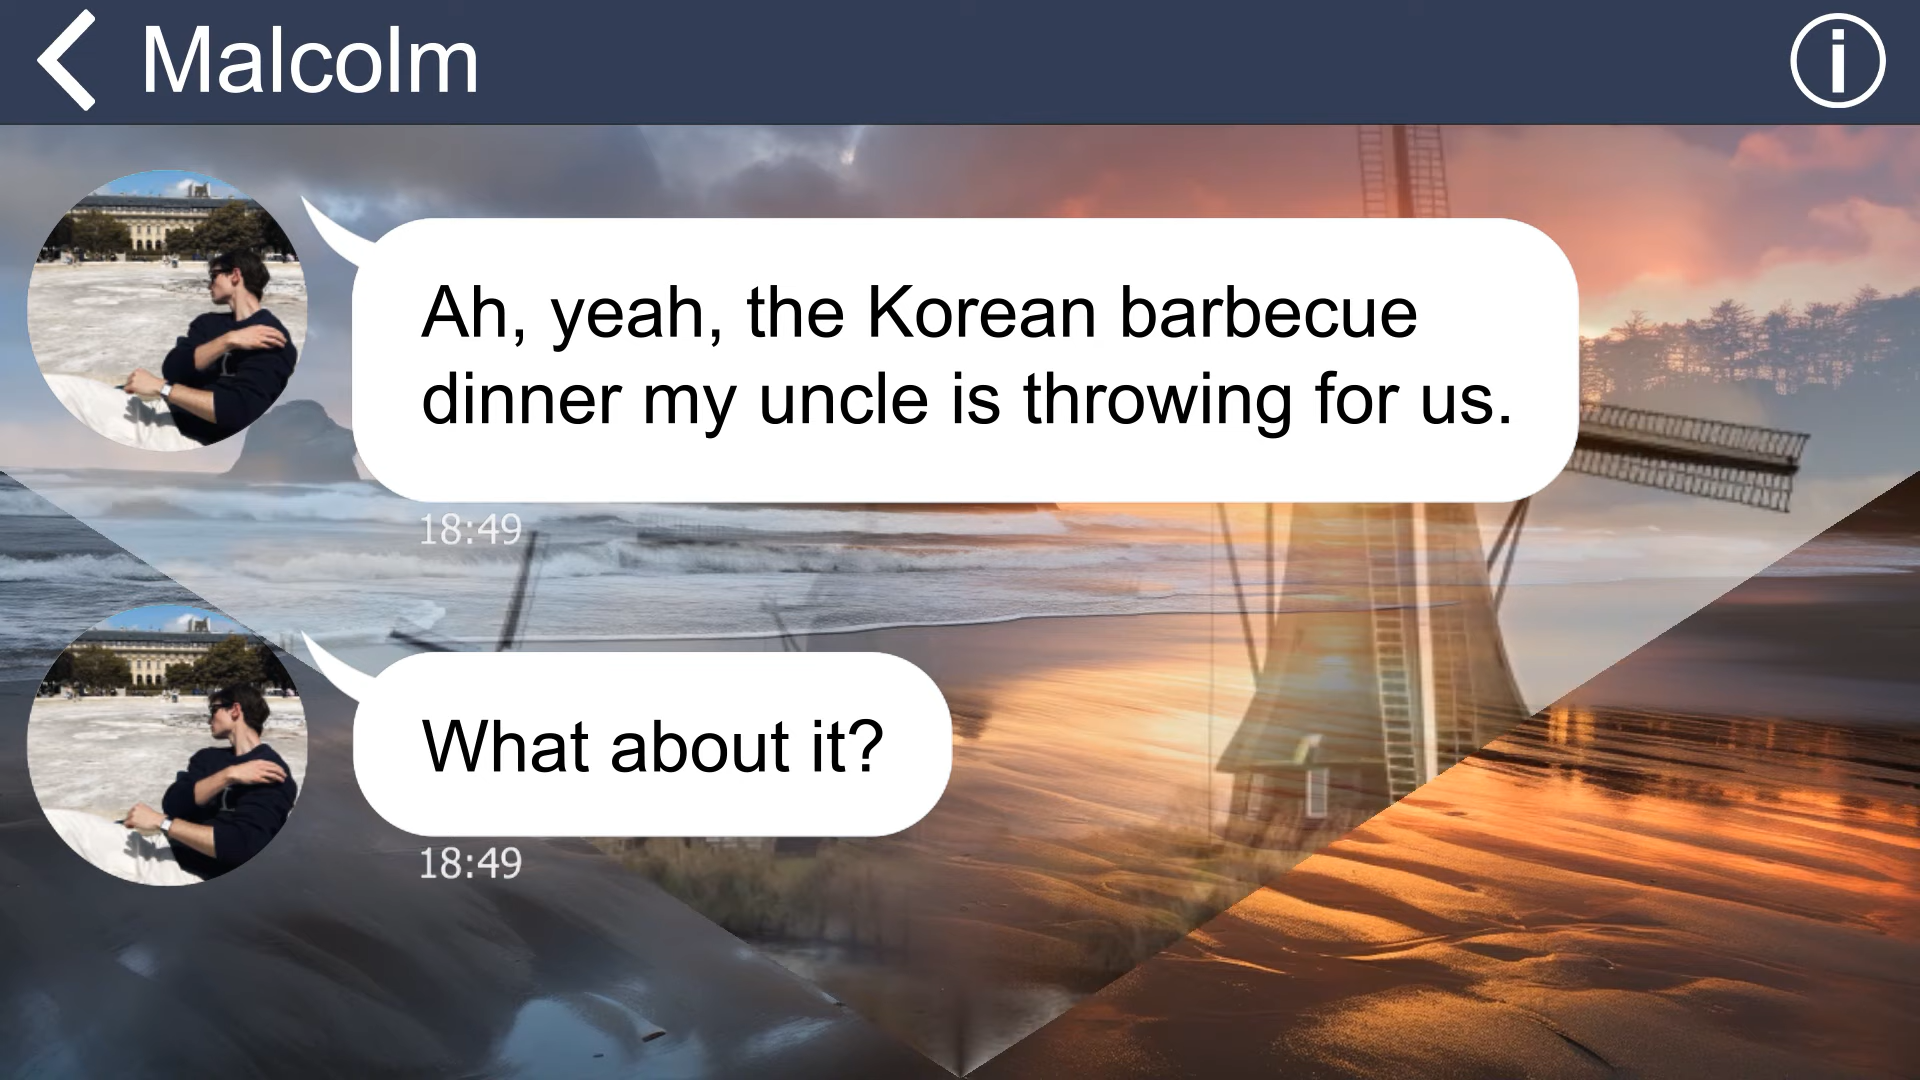 Malcolm
Ah, yeah, the Korean barbecue
dinner my uncle is throwing for us.
18:49
What about it?
18:49